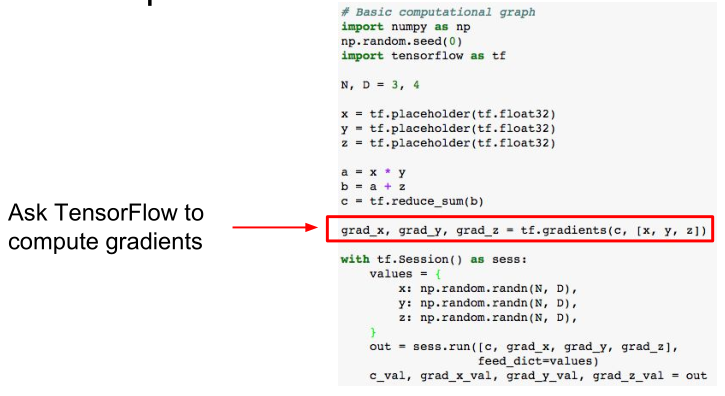 Ask TensorFlow to
compute gradients
# Basic computational graph
import numpy as np
np.random.seed(0)
import tensorflow as tf
N, D = 3, 4
x = tf.placeholder(tf.float32)
y = tf.placeholder(tf.float32)
z = tf.placeholder(tf.float32)
a = x * y
b = a + z
c = tf.reduce_sum(b)
grad_x, grad_y, grad_z = tf.gradients(c, [x, y, z])
with tf.Session() as sess:
    values = {
        x: np.random.randn(N, D),
        y: np.random.randn(N, D),
        z: np.random.randn(N, D),
    }
    out = sess.run([c, grad_x, grad_y, grad_z],
                   feed_dict=values)
    c_val, grad_x_val, grad_y_val, grad_z_val = out